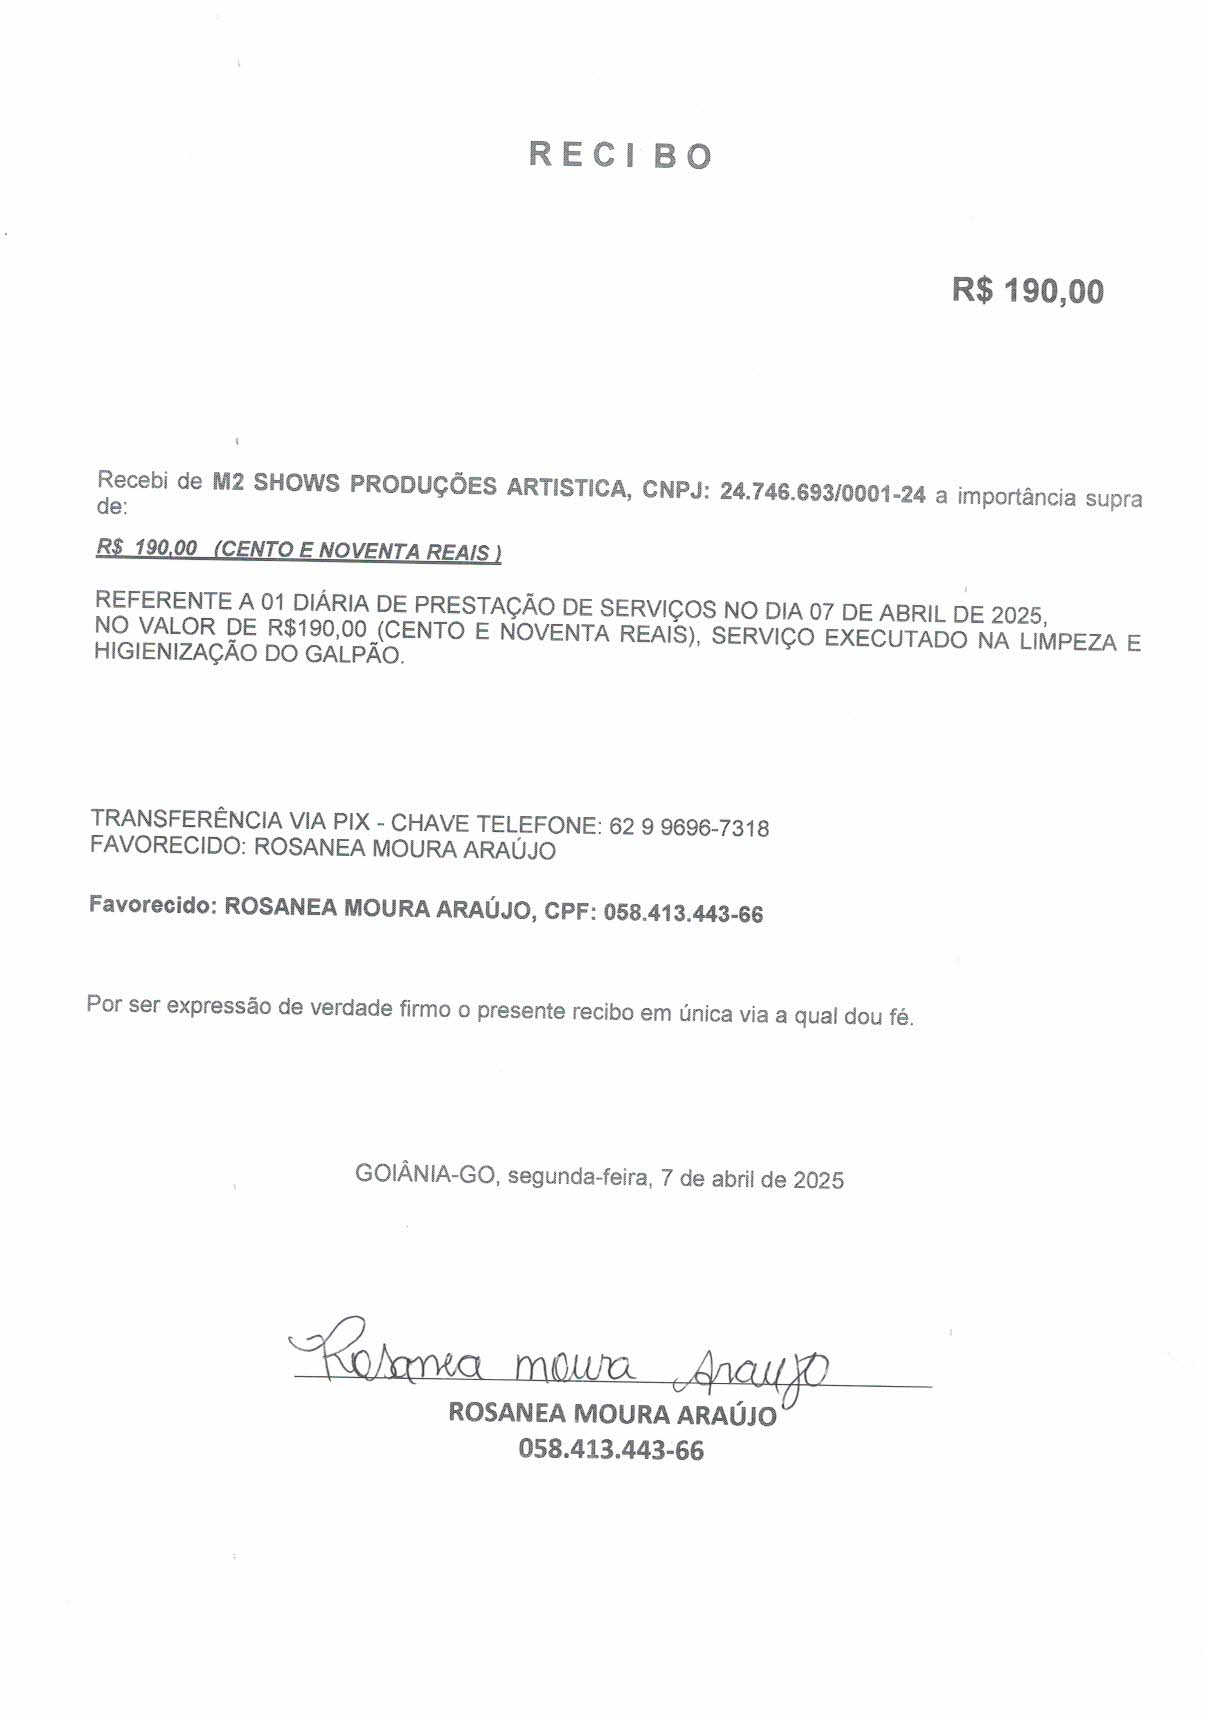 RECIBO
R$ 190,00
Recebi de M2 SHOWS PRODUÇÕES ARTISTICA, CNPJ: 24.746.693/0001-24 a importância supra
de:
R$ 190,00 (CENTO E NOVENTA REAIS )
REFERENTE A 01 DIÁRIA DE PRESTAÇÃO DE SERVIÇOS NO DIA 07 DE ABRIL DE 2025,
NO VALOR DE R$190,00 (CENTO E NOVENTA REAIS), SERVIÇO EXECUTADO NA LIMPEZA E
HIGIENIZAÇÃO DO GALPÃO.
TRANSFERÊNCIA VIA PIX - CHAVE TELEFONE: 62 9 9696-7318
FAVORECIDO: ROSANEA MOURA ARAÚJO
Favorecido: ROSANEA MOURA ARAÚJO, CPF: 058.413.443-66
Por ser expressão de verdade firmo o presente recibo em única via a qual dou fé.
GOIÂNIA-GO, segunda-feira, 7 de abril de 2025
Rosanea moura Araujo
ROSANEA MOURA ARAÚJO
058.413.443-66